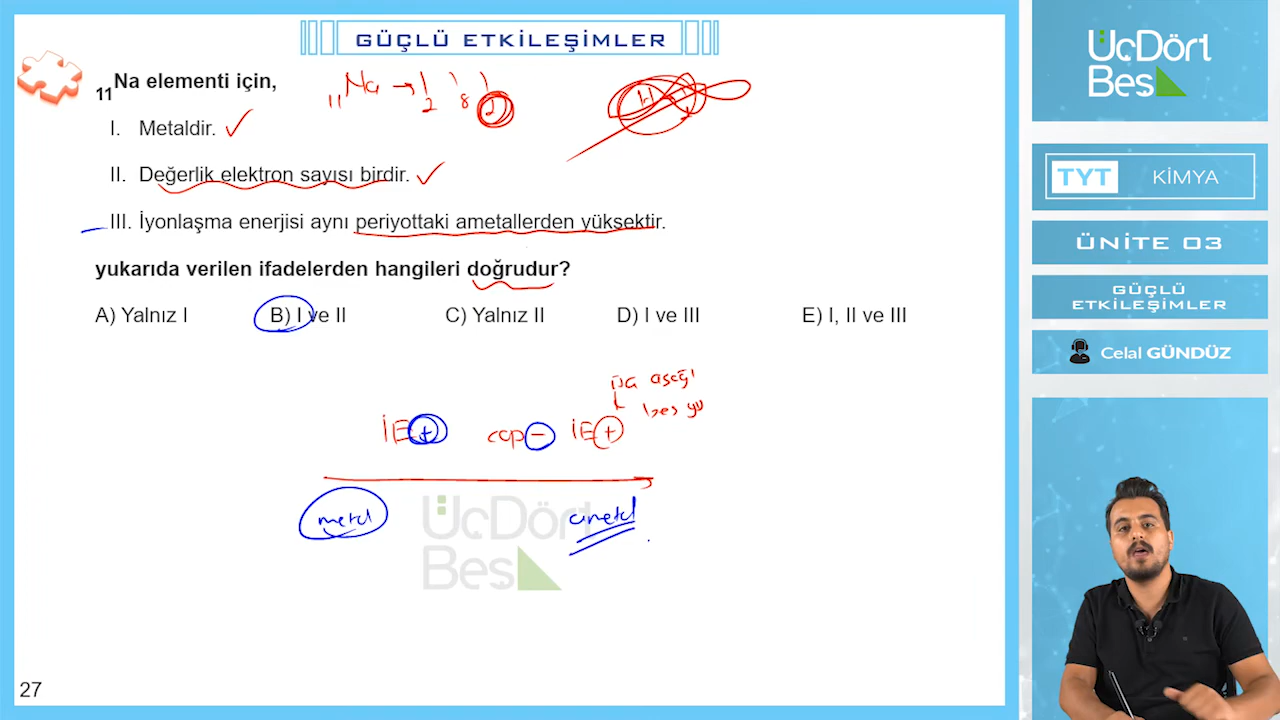 GÜÇLÜ ETKİLEŞİMLER
11Na elementi için,
11Na → 2 8 1
I. Metaldir.
II. Değerlik elektron sayısı birdir.
III. İyonlaşma enerjisi aynı periyottaki ametallerden yüksektir.
yukarıda verilen ifadelerden hangileri doğrudur?
A) Yalnız I B) I ve II C) Yalnız II D) I ve III E) I, II ve III
aşağı
İE + çap - İE +
metal ametal
ÜçDört
Beş
27
ÜçDört
Beş
TYT KİMYA
ÜNİTE 03
GÜÇLÜ
ETKİLEŞİMLER
Celal GÜNDÜZ